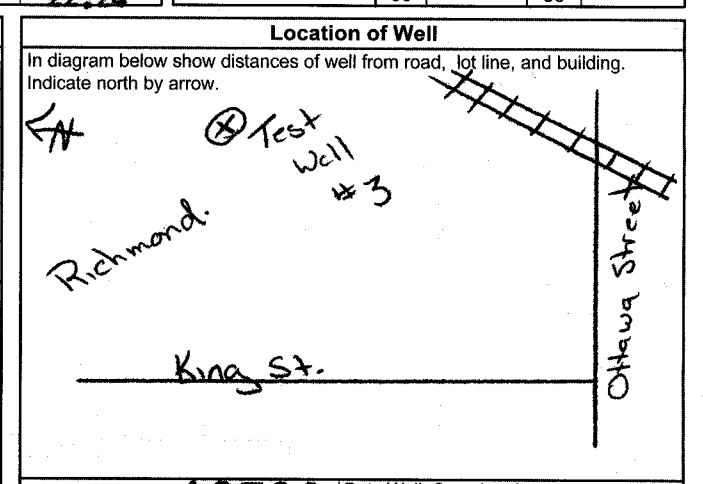 Location of Well
In diagram below show distances of well from road, lot line, and building.
Indicate north by arrow.
N
X Test
Well
# 3
Richmond.
King St.
Ottawa Street